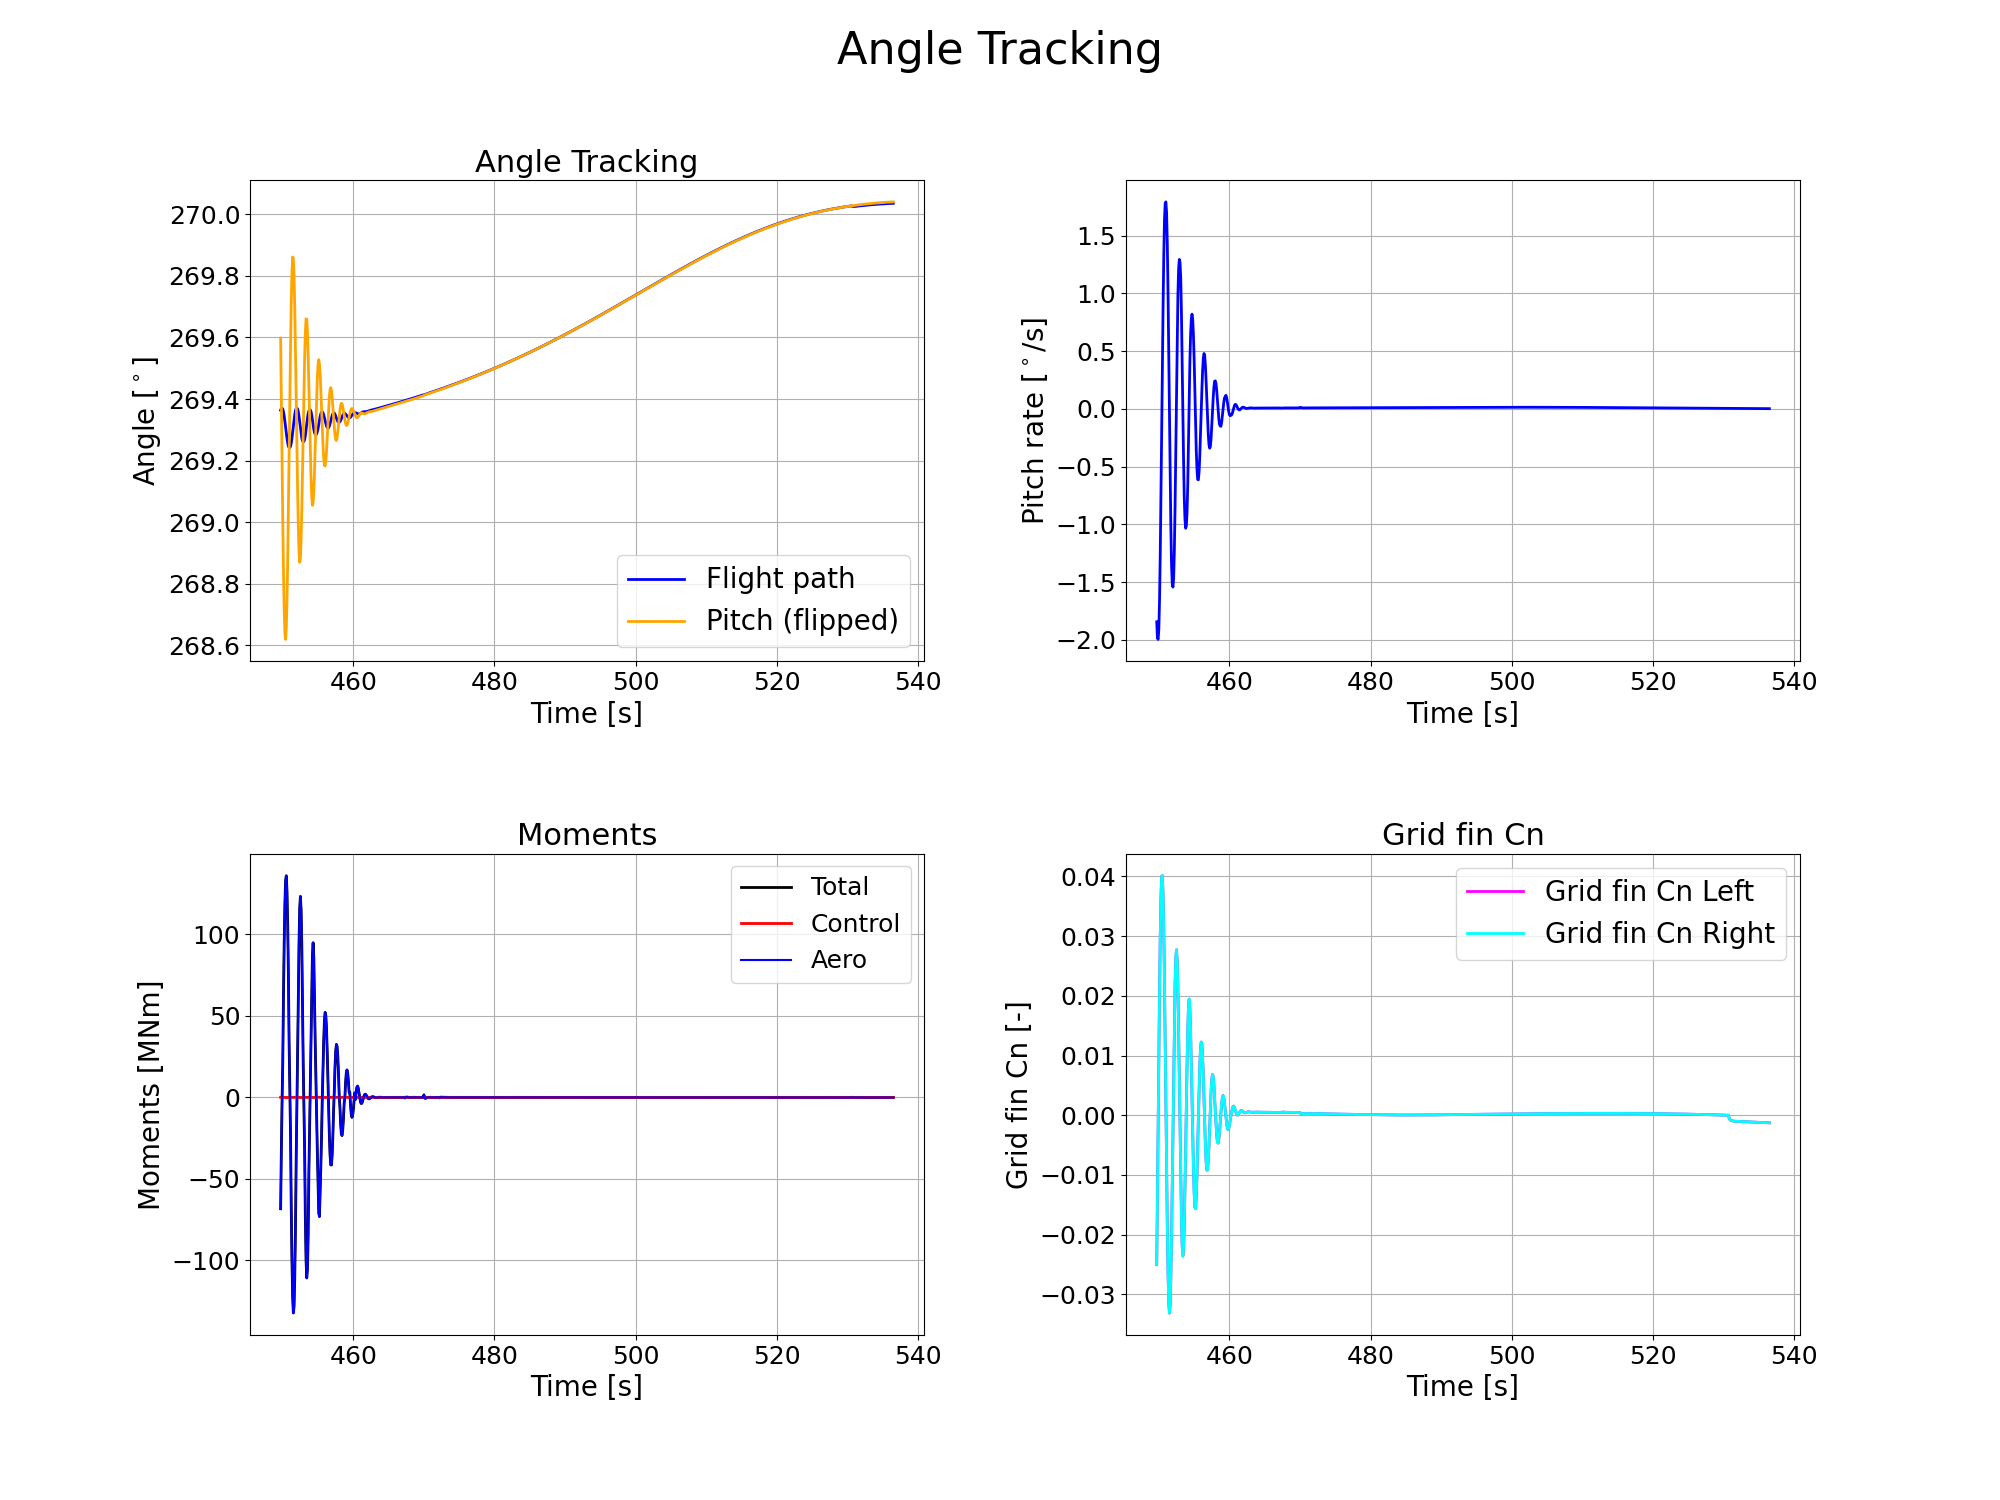 Angle Tracking
Angle Tracking
270.0
269.8
269.6
269.4
269.2
269.0
268.8
268.6
Angle [°]
Flight path
Pitch (flipped)
460 480 500 520 540
Time [s]
1.5
1.0
0.5
0.0
−0.5
−1.0
−1.5
−2.0
Pitch rate [°/s]
460 480 500 520 540
Time [s]
Moments
100
50
0
−50
−100
Moments [MNm]
Total
Control
Aero
460 480 500 520 540
Time [s]
Grid fin Cn
0.04
0.03
0.02
0.01
0.00
−0.01
−0.02
−0.03
Grid fin Cn [-]
Grid fin Cn Left
Grid fin Cn Right
460 480 500 520 540
Time [s]